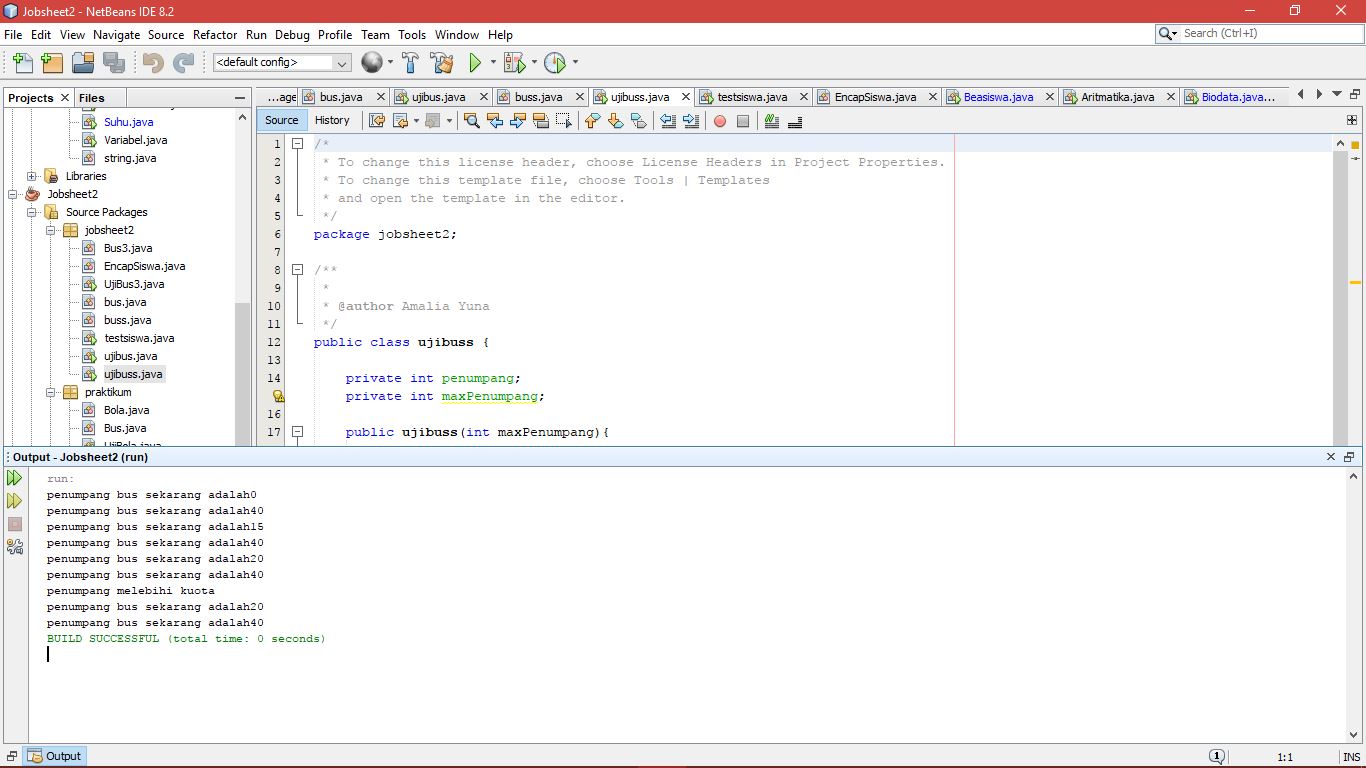 Jobsheet2 - NetBeans IDE 8.2
File Edit View Navigate Source Refactor Run Debug Profile Team Tools Window Help
Search (Ctrl+I)
<default config>
Projects Files
...age bus.java ujibus.java buss.java ujibuss.java testsiswa.java EncapSiswa.java Beasiswa.java Aritmatika.java Biodata.java...
Source History
Suhu.java
Variabel.java
string.java
Libraries
Jobsheet2
Source Packages
jobsheet2
Bus3.java
EncapSiswa.java
UjiBus3.java
bus.java
buss.java
testsiswa.java
ujibus.java
ujibuss.java
praktikum
Bola.java
Bus.java
UjiBola.java
1 /*
2 * To change this license header, choose License Headers in Project Properties.
3 * To change this template file, choose Tools | Templates
4 * and open the template in the editor.
5 */
6 package jobsheet2;
7
8 /**
9 *
10 * @author Amalia Yuna
11 */
12 public class ujibuss {
13
14 private int penumpang;
private int maxPenumpang;
16
17 public ujibuss(int maxPenumpang){
Output - Jobsheet2 (run)
run:
penumpang bus sekarang adalah0
penumpang bus sekarang adalah40
penumpang bus sekarang adalah15
penumpang bus sekarang adalah40
penumpang bus sekarang adalah20
penumpang bus sekarang adalah40
penumpang melebihi kuota
penumpang bus sekarang adalah20
penumpang bus sekarang adalah40
BUILD SUCCESSFUL (total time: 0 seconds)
Output
1
1:1
INS